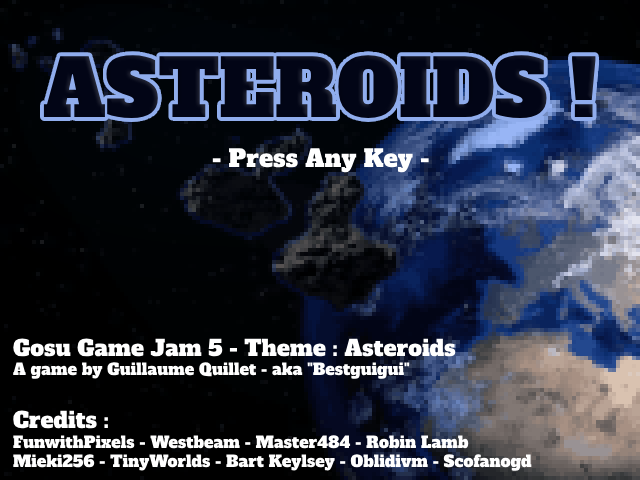 ASTEROIDS !
- Press Any Key -
Gosu Game Jam 5 - Theme : Asteroids
A game by Guillaume Quillet - aka "Bestguigui"
Credits :
FunwithPixels - Westbeam - Master484 - Robin Lamb
Mieki256 - TinyWorlds - Bart Keylsey - Oblidivm - Scofanogd